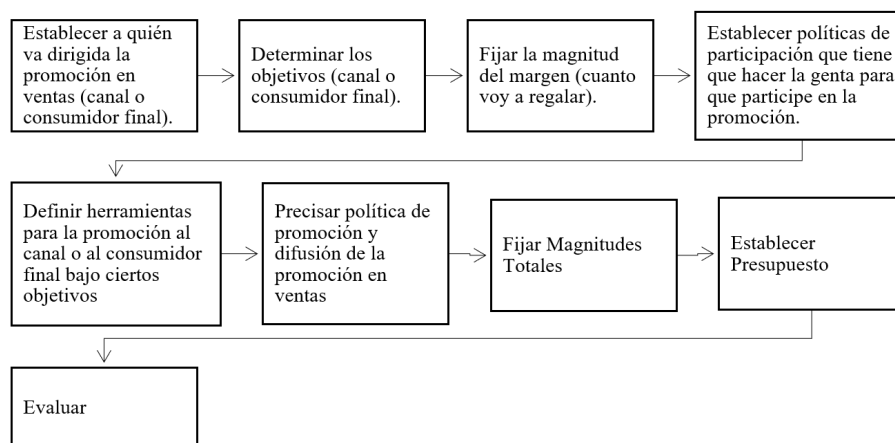 Establecer a quién
va dirigida la
promoción en
ventas (canal o
consumidor final).
Determinar los
objetivos (canal o
consumidor final).
Fijar la magnitud
del margen (cuanto
voy a regalar).
Establecer políticas de
participación que tiene
que hacer la genta para
que participe en la
promoción.
Definir herramientas
para la promoción al
canal o al consumidor
final bajo ciertos
objetivos
Precisar política de
promoción y
difusión de la
promoción en
ventas
Fijar Magnitudes
Totales
Establecer
Presupuesto
Evaluar